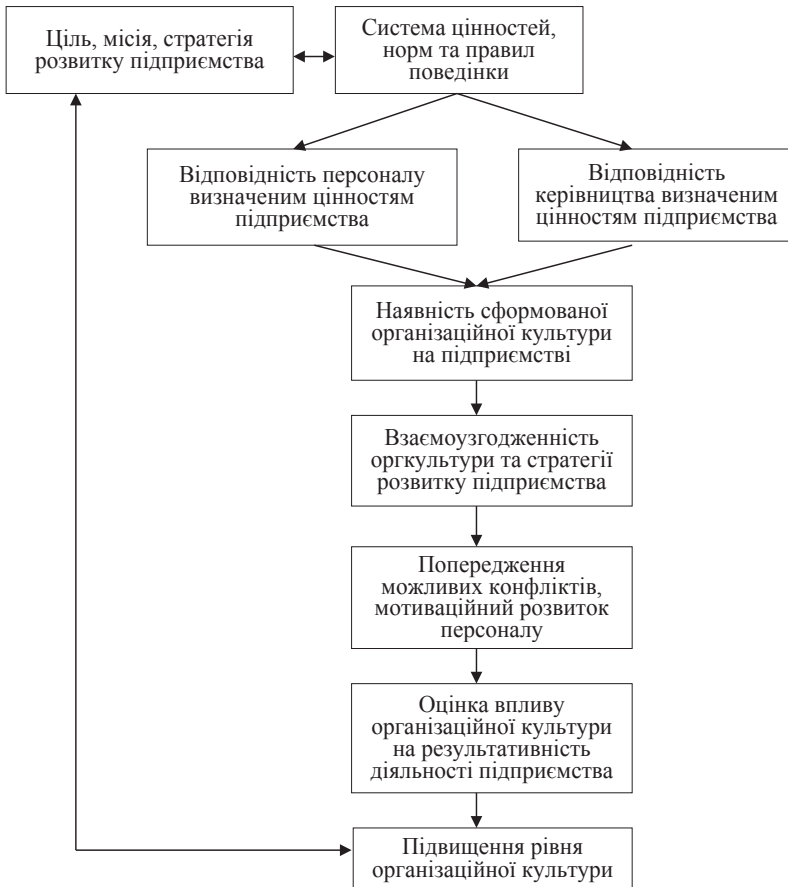 Ціль, місія, стратегія
розвитку підприємства
Система цінностей,
норм та правил
поведінки
Відповідність персоналу
визначеним цінностям
підприємства
Відповідність
керівництва визначеним
цінностям підприємства
Наявність сформованої
організаційної культури
на підприємстві
Взаємоузгодженність
оргкультури та стратегії
розвитку підприємства
Попередження
можливих конфліктів,
мотиваційний розвиток
персоналу
Оцінка впливу
організаційної культури
на результативність
діяльності підприємства
Підвищення рівня
організаційної культури